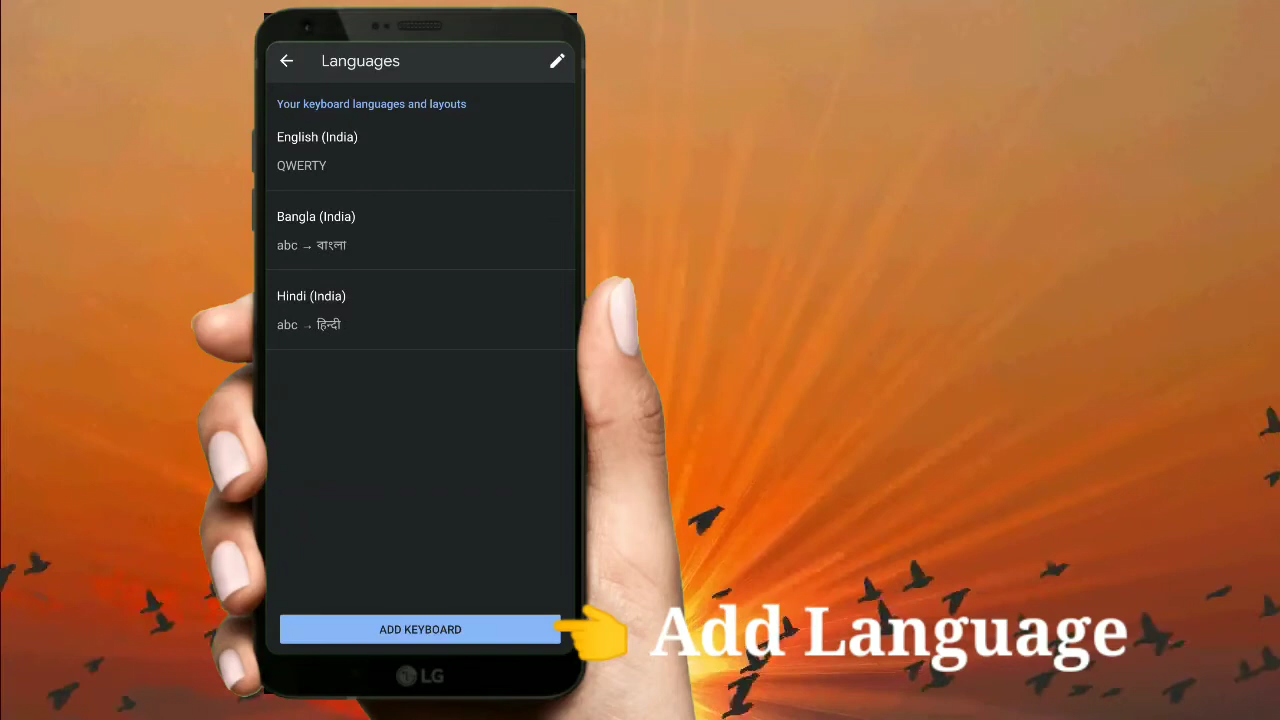 Languages
Your keyboard languages and layouts
English (India)
QWERTY
Bangla (India)
abc → বাংলা
Hindi (India)
abc → हिन्दी
ADD KEYBOARD
Add Language
LG